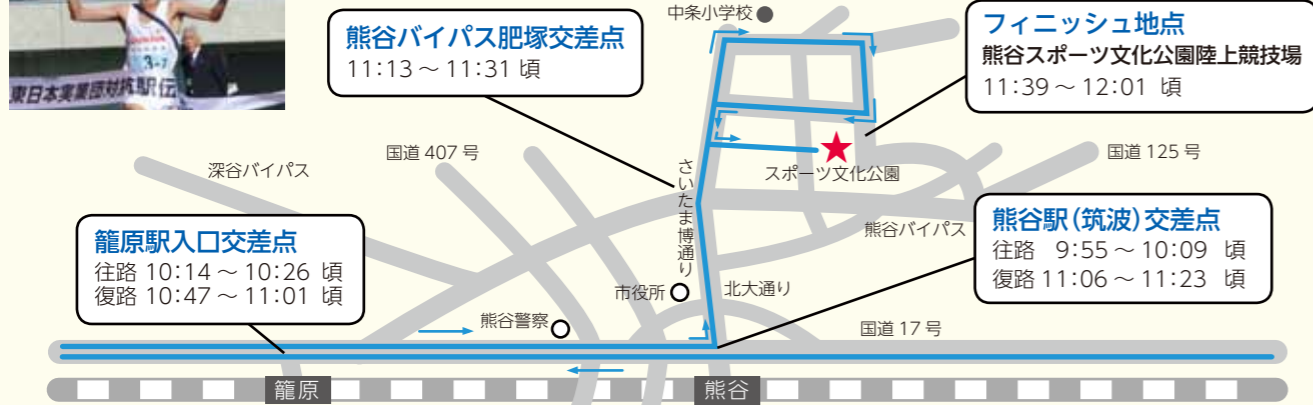 3-7
東日本実業団対抗駅伝
熊谷バイパス肥塚交差点
11:13～11:31 頃
中条小学校
フィニッシュ地点
熊谷スポーツ文化公園陸上競技場
11:39～12:01 頃
深谷バイパス
国道 407 号
さいたま博通り
スポーツ文化公園
国道 125 号
籠原駅入口交差点
往路 10:14～10:26 頃
復路 10:47～11:01 頃
熊谷バイパス
熊谷駅(筑波)交差点
往路 9:55～10:09 頃
復路 11:06～11:23 頃
市役所
北大通り
熊谷警察
国道 17 号
籠原
熊谷